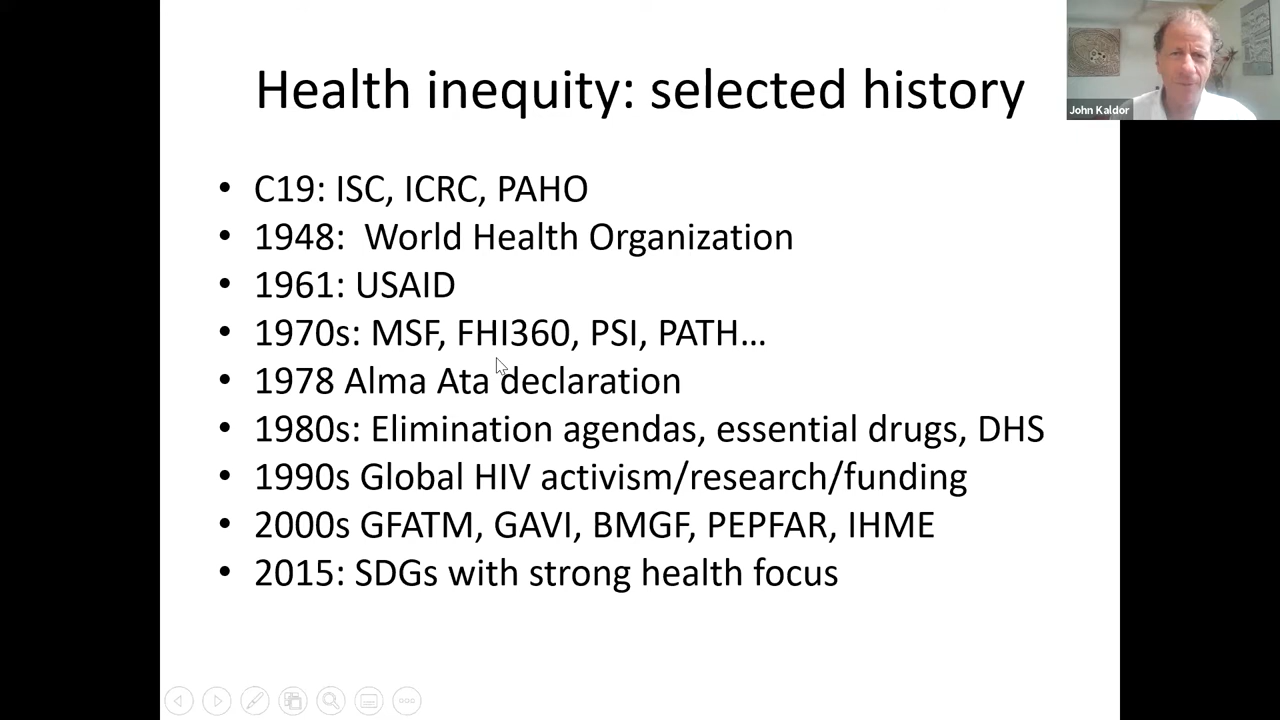 Health inequity: selected history
John Kaldor
• C19: ISC, ICRC, PAHO
• 1948:  World Health Organization
• 1961: USAID
• 1970s: MSF, FHI360, PSI, PATH…
• 1978 Alma Ata declaration
• 1980s: Elimination agendas, essential drugs, DHS
• 1990s Global HIV activism/research/funding
• 2000s GFATM, GAVI, BMGF, PEPFAR, IHME
• 2015: SDGs with strong health focus